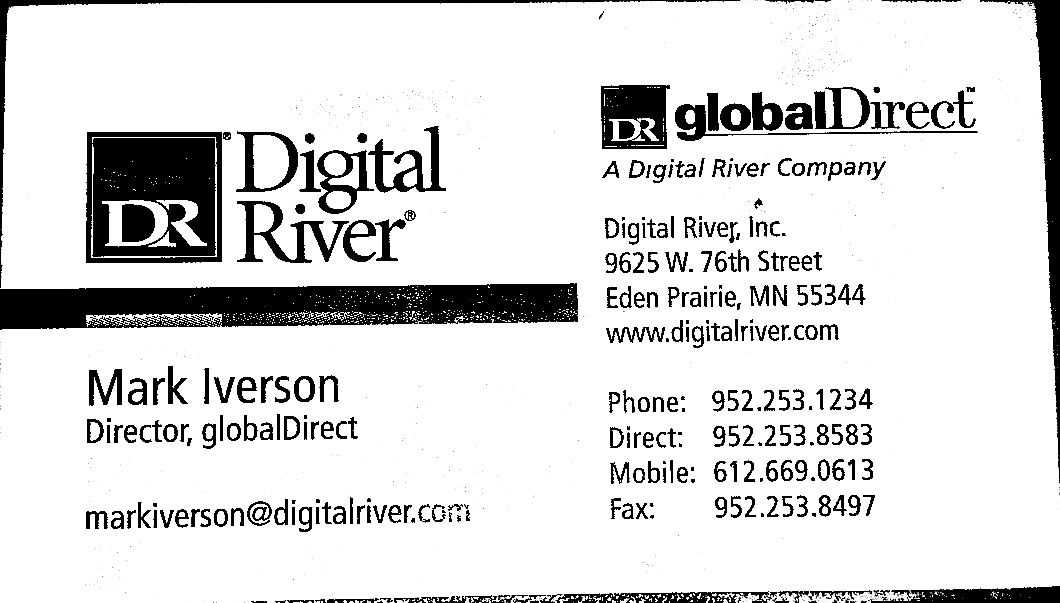 DR® Digital
River®
Mark Iverson
Director, globalDirect
markiverson@digitalriver.com
DR globalDirect™
A Digital River Company
Digital River, Inc.
9625 W. 76th Street
Eden Prairie, MN 55344
www.digitalriver.com
Phone: 952.253.1234
Direct: 952.253.8583
Mobile: 612.669.0613
Fax: 952.253.8497